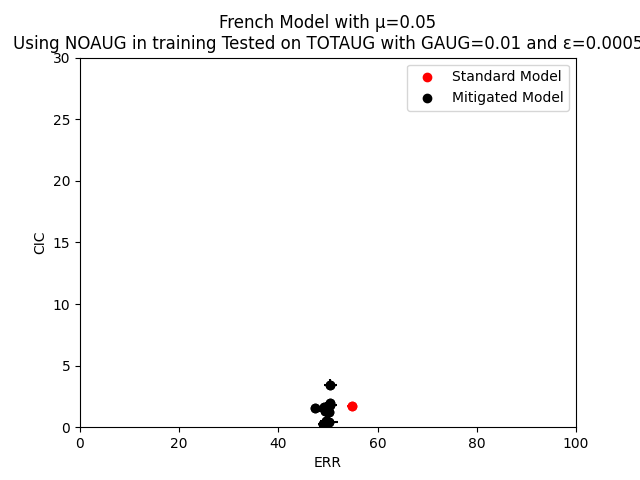 French Model with μ=0.05
Using NOAUG in training Tested on TOTAUG with GAUG=0.01 and ε=0.0005
Standard Model
Mitigated Model
30
25
20
15
10
5
0
CIC
0 20 40 60 80 100
ERR